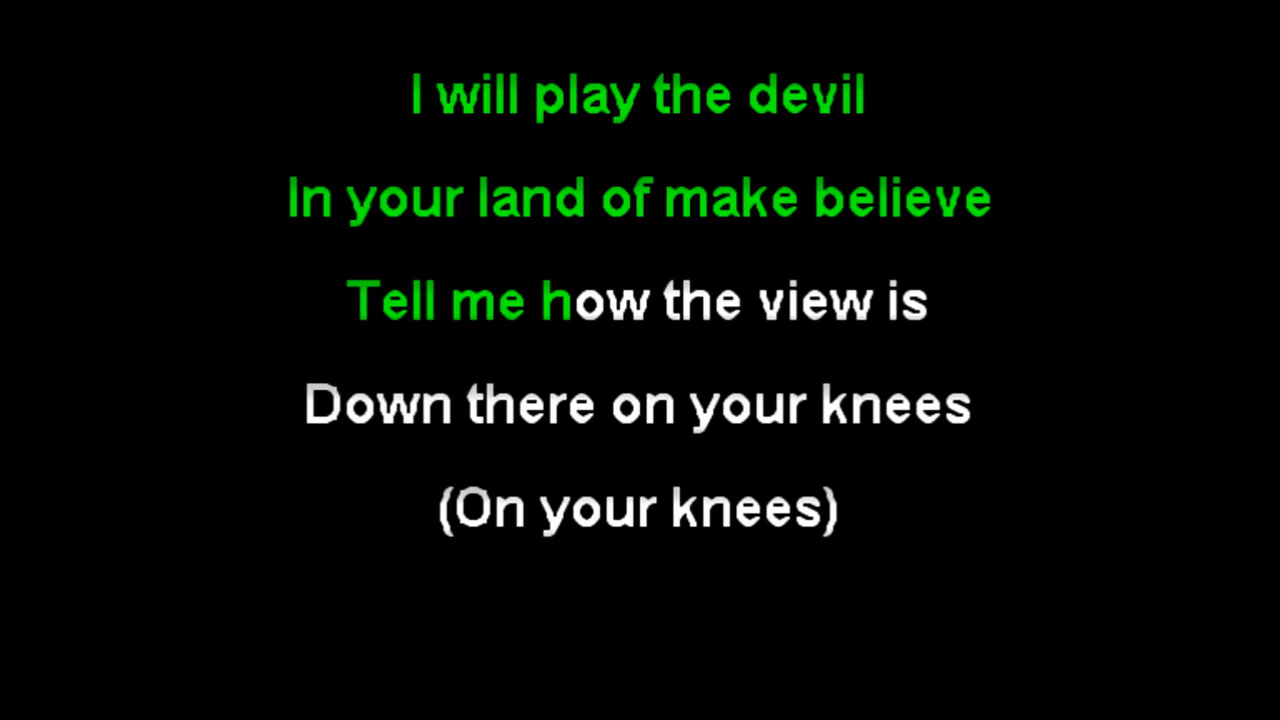 I will play the devil
In your land of make believe
Tell me how the view is
Down there on your knees
(On your knees)